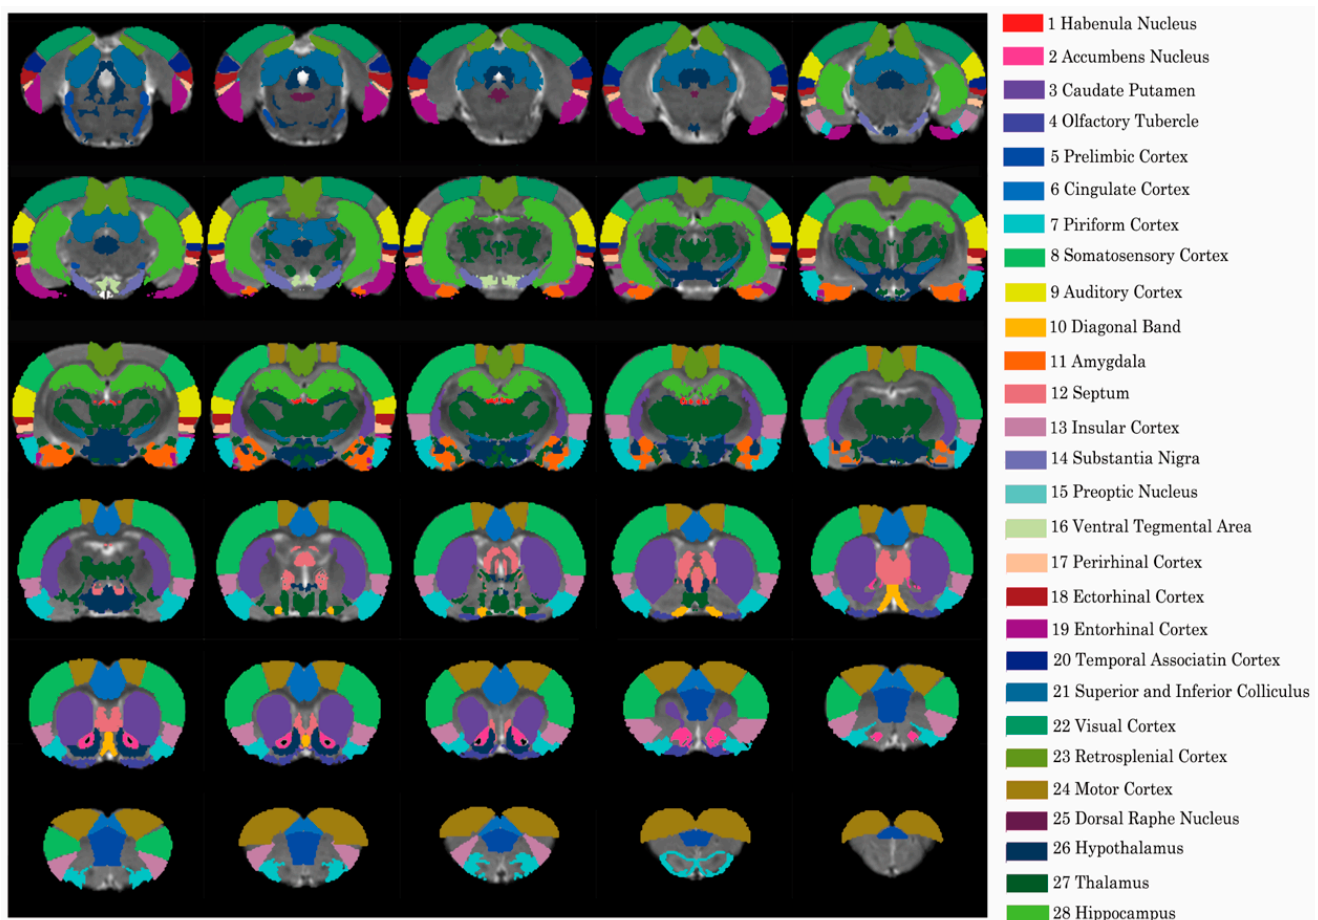 1 Habenula Nucleus
2 Accumbens Nucleus
3 Caudate Putamen
4 Olfactory Tubercle
5 Prelimbic Cortex
6 Cingulate Cortex
7 Piriform Cortex
8 Somatosensory Cortex
9 Auditory Cortex
10 Diagonal Band
11 Amygdala
12 Septum
13 Insular Cortex
14 Substantia Nigra
15 Preoptic Nucleus
16 Ventral Tegmental Area
17 Perirhinal Cortex
18 Ectorhinal Cortex
19 Entorhinal Cortex
20 Temporal Associatin Cortex
21 Superior and Inferior Colliculus
22 Visual Cortex
23 Retrosplenial Cortex
24 Motor Cortex
25 Dorsal Raphe Nucleus
26 Hypothalamus
27 Thalamus
28 Hippocampus